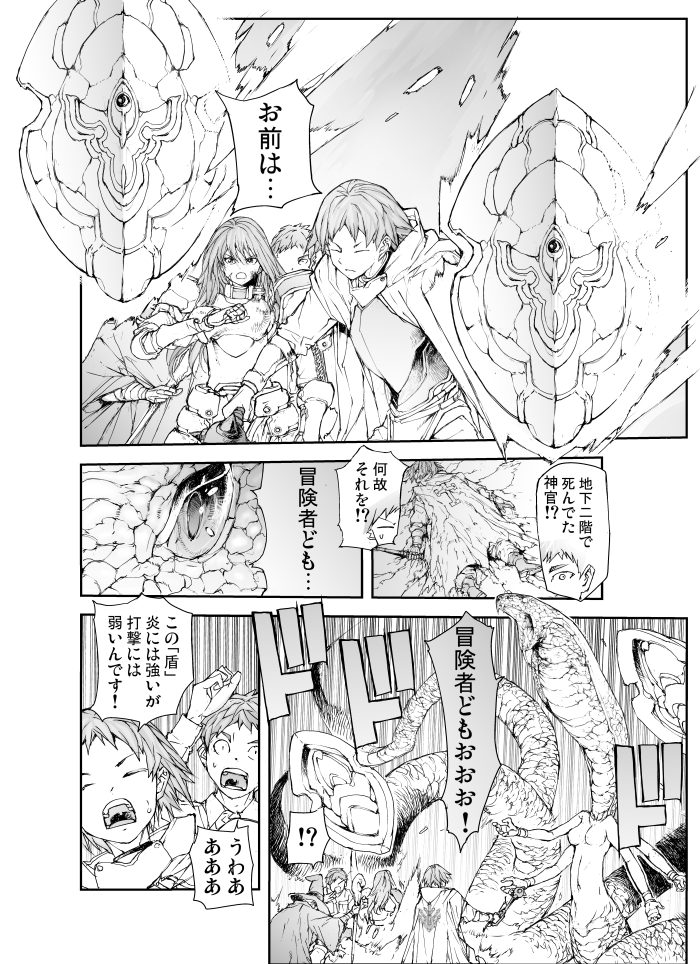 お前は…
地下二階で
死んでた
神官!?
何故
それを!?
冒険者ども…
冒険者どもおおお!
ドドド
!?
この「盾」
炎には強いが
打撃には
弱いんです!
うわあ
あああ